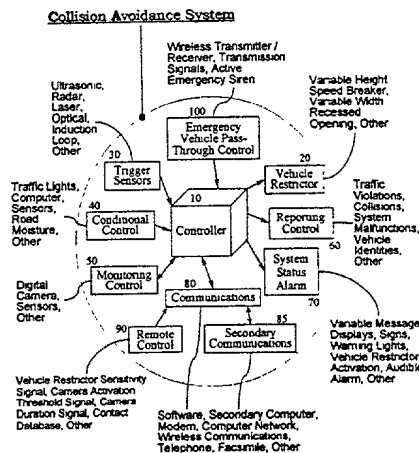 Collision Avoidance System
Wireless Transmitter /
Receiver, Transmission
Signals, Active
Emergency Siren
Ultrasonic,
Radar,
Laser,
Optical,
Induction
Loop,
Other
Variable Height
Speed Breaker,
Variable Width
Recessed
Opening, Other
100
Emergency
Vehicle Pass-
Through Control
30
Trigger
Sensors
20
Vehicle
Restrictor
10
Controller
Traffic Lights,
Computer,
Sensors,
Road
Moisture,
Other
40
Conditional
Control
Reporting
Control
60
Traffic
Violations,
Collisions,
System
Malfunctions,
Vehicle
Identities,
Other
50
Monitoring
Control
System
Status
Alarm
70
Digital
Camera,
Sensors,
Other
80
Communications
90
Remote
Control
85
Secondary
Communications
Variable Message
Displays, Signs,
Warning Lights,
Vehicle Restrictor
Activation, Audible
Alarm, Other
Vehicle Restrictor Sensitivity
Signal, Camera Activation
Threshold Signal, Camera
Duration Signal, Contact
Database, Other
Software, Secondary Computer,
Modem, Computer Network,
Wireless Communications,
Telephone, Facsimile, Other